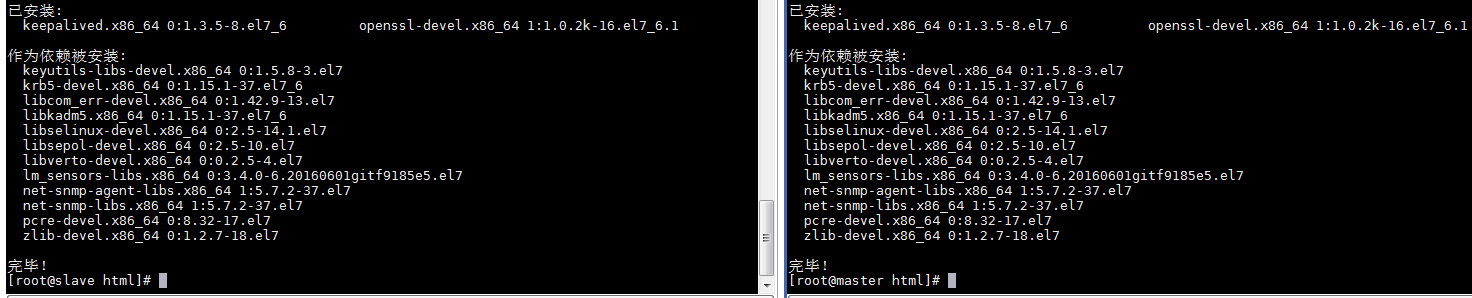 已安装:
keepalived.x86_64 0:1.3.5-8.el7_6 openssl-devel.x86_64 1:1.0.2k-16.el7_6.1
作为依赖被安装:
keyutils-libs-devel.x86_64 0:1.5.8-3.el7
krb5-devel.x86_64 0:1.15.1-37.el7_6
libcom_err-devel.x86_64 0:1.42.9-13.el7
libkadm5.x86_64 0:1.15.1-37.el7_6
libselinux-devel.x86_64 0:2.5-14.1.el7
libsepol-devel.x86_64 0:2.5-10.el7
libverto-devel.x86_64 0:0.2.5-4.el7
lm_sensors-libs.x86_64 0:3.4.0-6.20160601gitf9185e5.el7
net-snmp-agent-libs.x86_64 1:5.7.2-37.el7
net-snmp-libs.x86_64 1:5.7.2-37.el7
pcre-devel.x86_64 0:8.32-17.el7
zlib-devel.x86_64 0:1.2.7-18.el7
完毕！
[root@slave html]#
已安装:
keepalived.x86_64 0:1.3.5-8.el7_6 openssl-devel.x86_64 1:1.0.2k-16.el7_6.1
作为依赖被安装:
keyutils-libs-devel.x86_64 0:1.5.8-3.el7
krb5-devel.x86_64 0:1.15.1-37.el7_6
libcom_err-devel.x86_64 0:1.42.9-13.el7
libkadm5.x86_64 0:1.15.1-37.el7_6
libselinux-devel.x86_64 0:2.5-14.1.el7
libsepol-devel.x86_64 0:2.5-10.el7
libverto-devel.x86_64 0:0.2.5-4.el7
lm_sensors-libs.x86_64 0:3.4.0-6.20160601gitf9185e5.el7
net-snmp-agent-libs.x86_64 1:5.7.2-37.el7
net-snmp-libs.x86_64 1:5.7.2-37.el7
pcre-devel.x86_64 0:8.32-17.el7
zlib-devel.x86_64 0:1.2.7-18.el7
完毕！
[root@master html]#